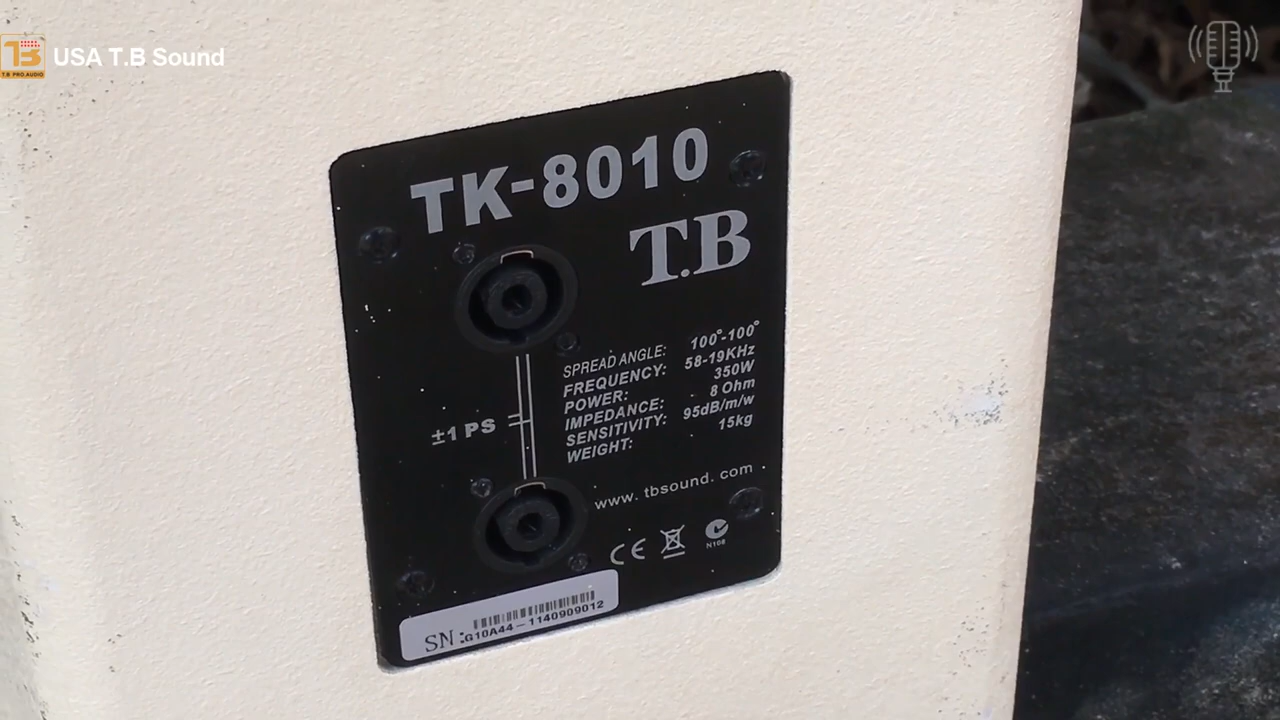 T.B PRO.AUDIO
USA T.B Sound
TK-8010
T.B
SPREAD ANGLE: 100°-100°
FREQUENCY: 58-19KHz
POWER: 350W
IMPEDANCE: 8 Ohm
SENSITIVITY: 95dB/m/w
WEIGHT: 15kg
±1 PS
www. tbsound. com
CE
N108
SN: G10A44-1140909012